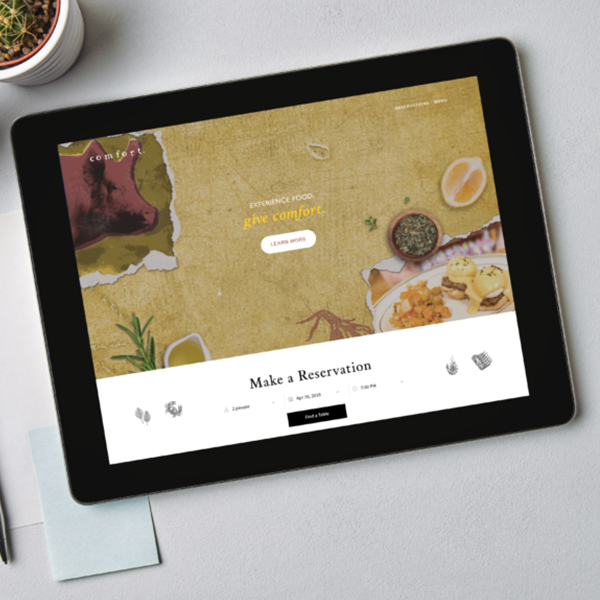 comfort.
RESERVATIONS MENU
EXPERIENCE FOOD.
give comfort.
LEARN MORE
Make a Reservation
2 people
Apr 26, 2019
7:00 PM
Find a Table